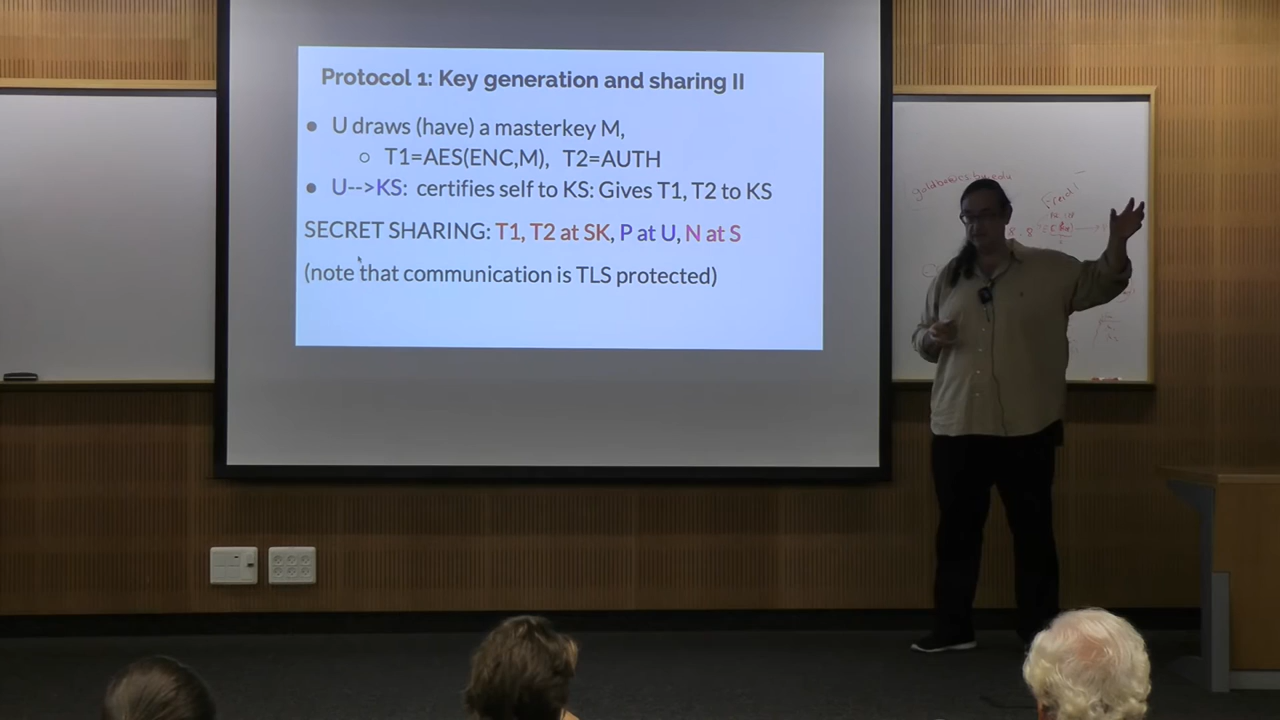 Protocol 1: Key generation and sharing II
● U draws (have) a masterkey M,
○ T1=AES(ENC,M), T2=AUTH
● U-->KS: certifies self to KS: Gives T1, T2 to KS
SECRET SHARING: T1, T2 at SK, P at U, N at S
(note that communication is TLS protected)